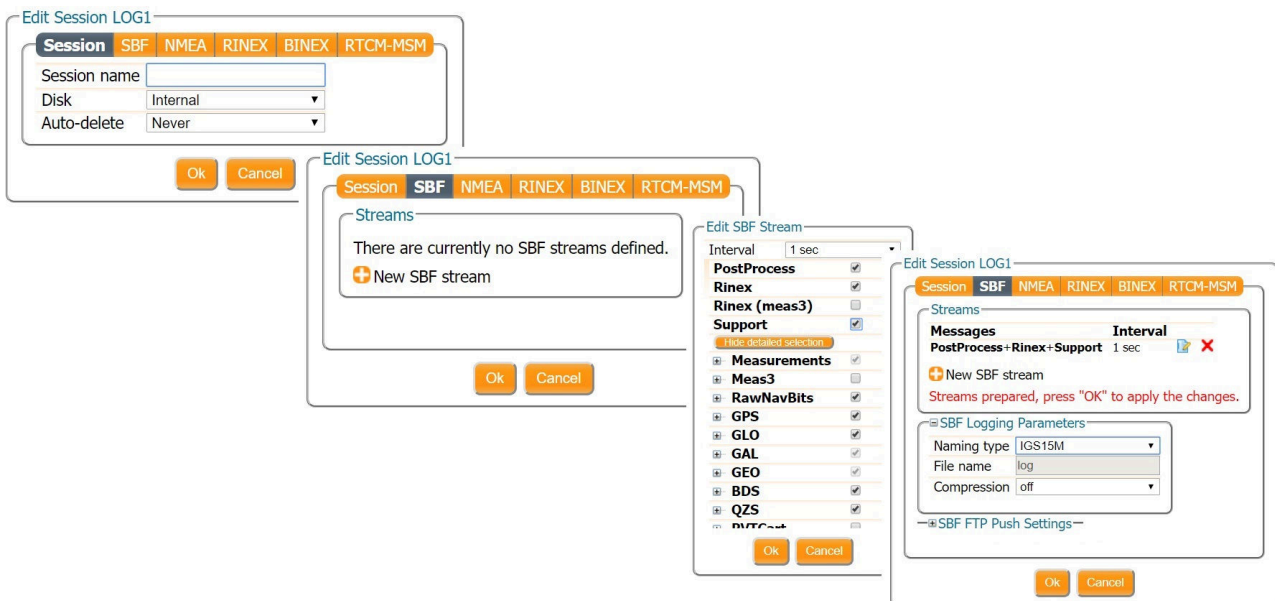 Edit Session LOG1
Session SBF NMEA RINEX BINEX RTCM-MSM
Session name
Disk Internal
Auto-delete Never
Ok Cancel
Edit Session LOG1
Session SBF NMEA RINEX BINEX RTCM-MSM
Streams
There are currently no SBF streams defined.
New SBF stream
Ok Cancel
Edit SBF Stream
Interval 1 sec
PostProcess
Rinex
Rinex (meas3)
Support
Hide detailed selection
Measurements
Meas3
RawNavBits
GPS
GLO
GAL
GEO
BDS
QZS
PVTCart
Ok Cancel
Edit Session LOG1
Session SBF NMEA RINEX BINEX RTCM-MSM
Streams
Messages Interval
PostProcess+Rinex+Support 1 sec
New SBF stream
Streams prepared, press "OK" to apply the changes.
SBF Logging Parameters
Naming type IGS15M
File name log
Compression off
SBF FTP Push Settings
Ok Cancel